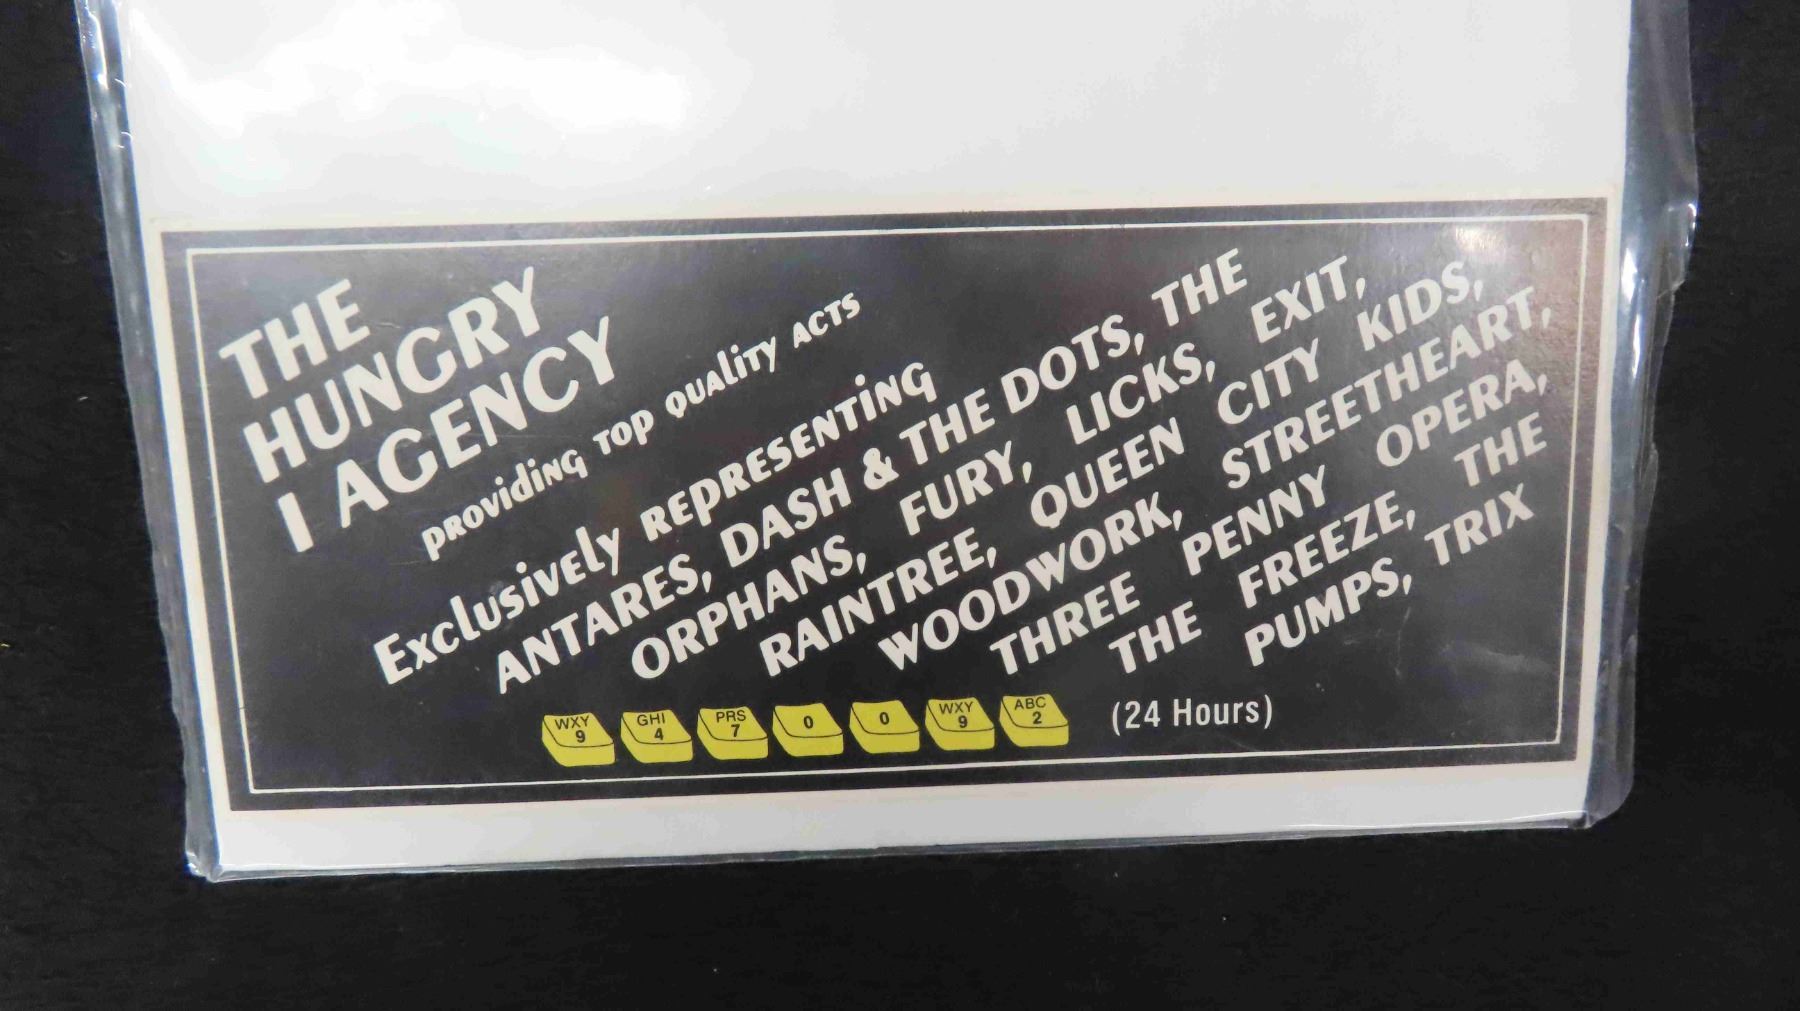 THE
HUNGRY
I AGENCY
PROVIDING TOP QUALITY ACTS
EXCLUSIVELY REPRESENTING
ANTARES, DASH & THE DOTS, THE
ORPHANS, FURY, LICKS, EXIT,
RAINTREE, QUEEN CITY KIDS,
WOODWORK, STREETHEART,
THREE PENNY OPERA,
THE FREEZE, THE
PUMPS, TRIX
WXY GHI PRS WXY ABC
9 4 7 0 0 9 2 (24 Hours)